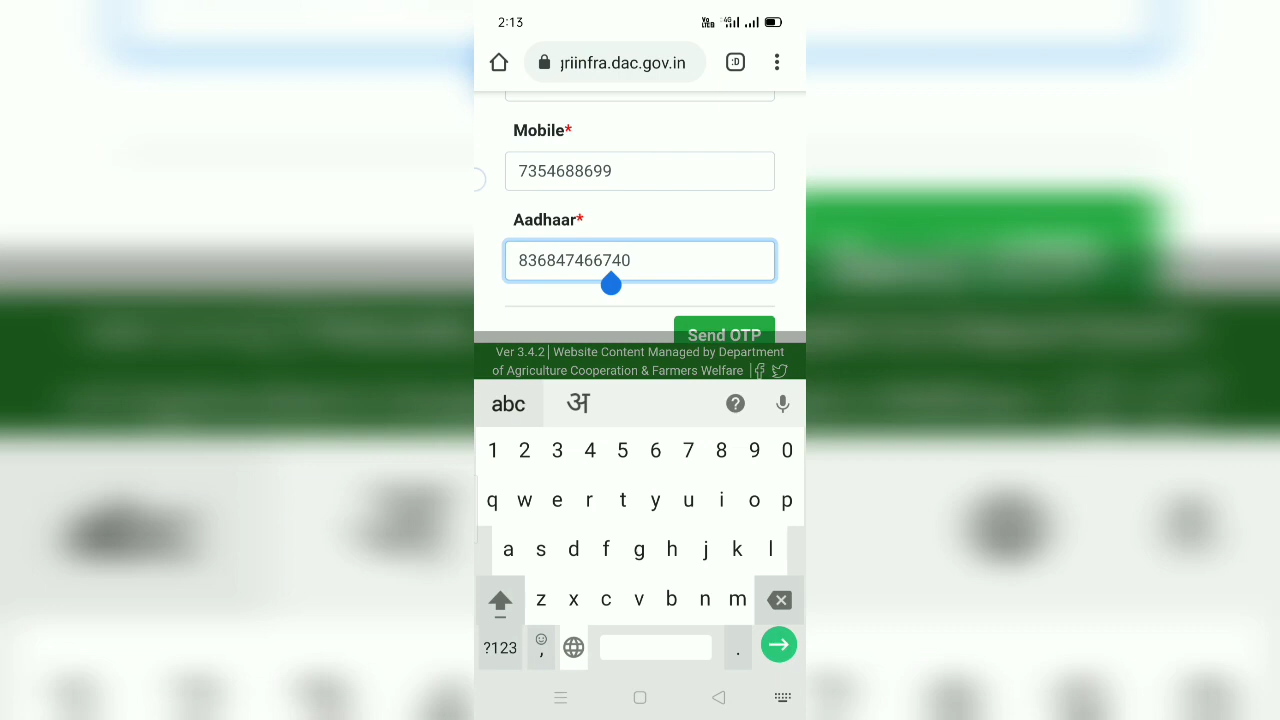 2:13
griinfra.dac.gov.in
:D
Mobile*
7354688699
Aadhaar*
836847466740
Send OTP
Ver 3.4.2| Website Content Managed by Department
of Agriculture Cooperation & Farmers Welfare |
abc अ
1 2 3 4 5 6 7 8 9 0
q w e r t y u i o p
a s d f g h j k l
z x c v b n m
?123 , .